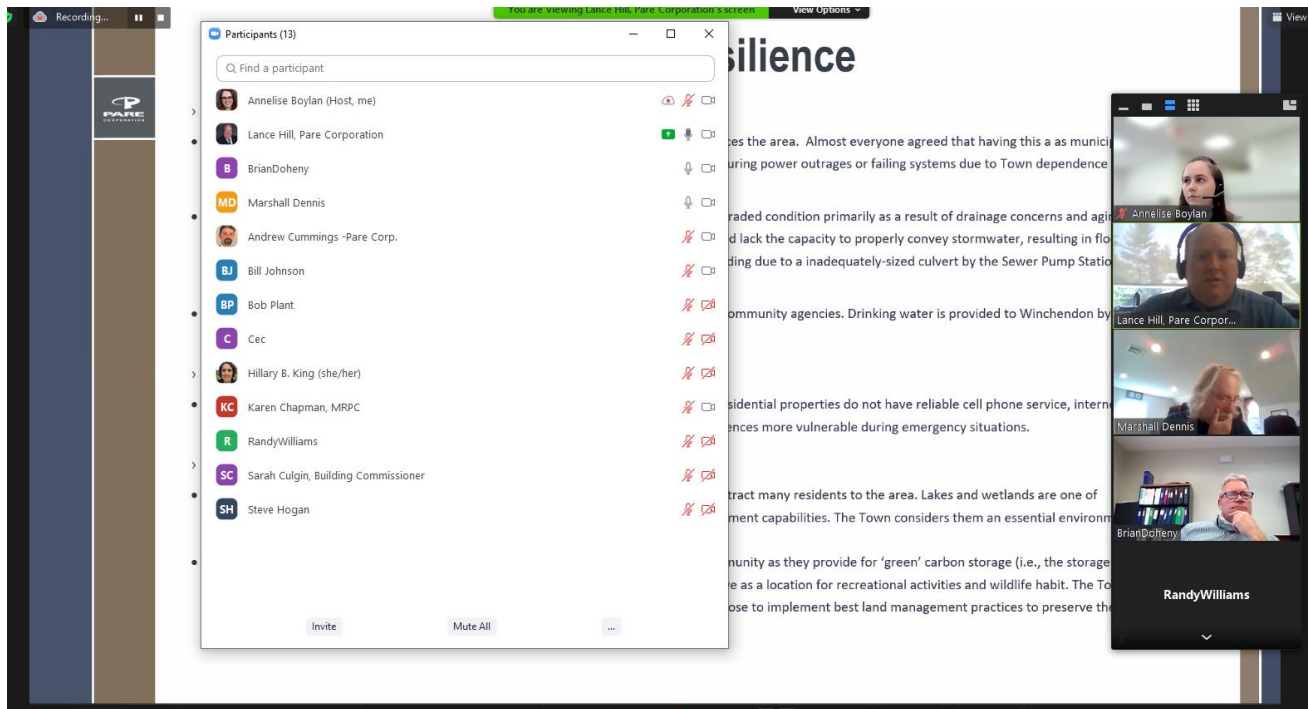 Recording...
You are viewing Lance Hill, Pare Corporation's screen
View Options
View
Participants (13)
Find a participant
Annelise Boylan (Host, me)
Lance Hill, Pare Corporation
B
BrianDoheny
MD
Marshall Dennis
Andrew Cummings -Pare Corp.
BJ
Bill Johnson
BP
Bob Plant
C
Cec
Hillary B. King (she/her)
KC
Karen Chapman, MRPC
R
RandyWilliams
SC
Sarah Culgin, Building Commissioner
SH
Steve Hogan
Invite
Mute All
...
PARE
CORPORATION
silience
ces the area. Almost everyone agreed that having this a as munici
uring power outrages or failing systems due to Town dependence
raded condition primarily as a result of drainage concerns and agi
d lack the capacity to properly convey stormwater, resulting in flo
ding due to a inadequately-sized culvert by the Sewer Pump Statio
ommunity agencies. Drinking water is provided to Winchendon by
sidential properties do not have reliable cell phone service, intern
ences more vulnerable during emergency situations.
tract many residents to the area. Lakes and wetlands are one of
ment capabilities. The Town considers them an essential environm
munity as they provide for 'green' carbon storage (i.e., the storage
e as a location for recreational activities and wildlife habit. The To
ose to implement best land management practices to preserve the
Annelise Boylan
Lance Hill, Pare Corpor...
Marshall Dennis
BrianDoheny
RandyWilliams